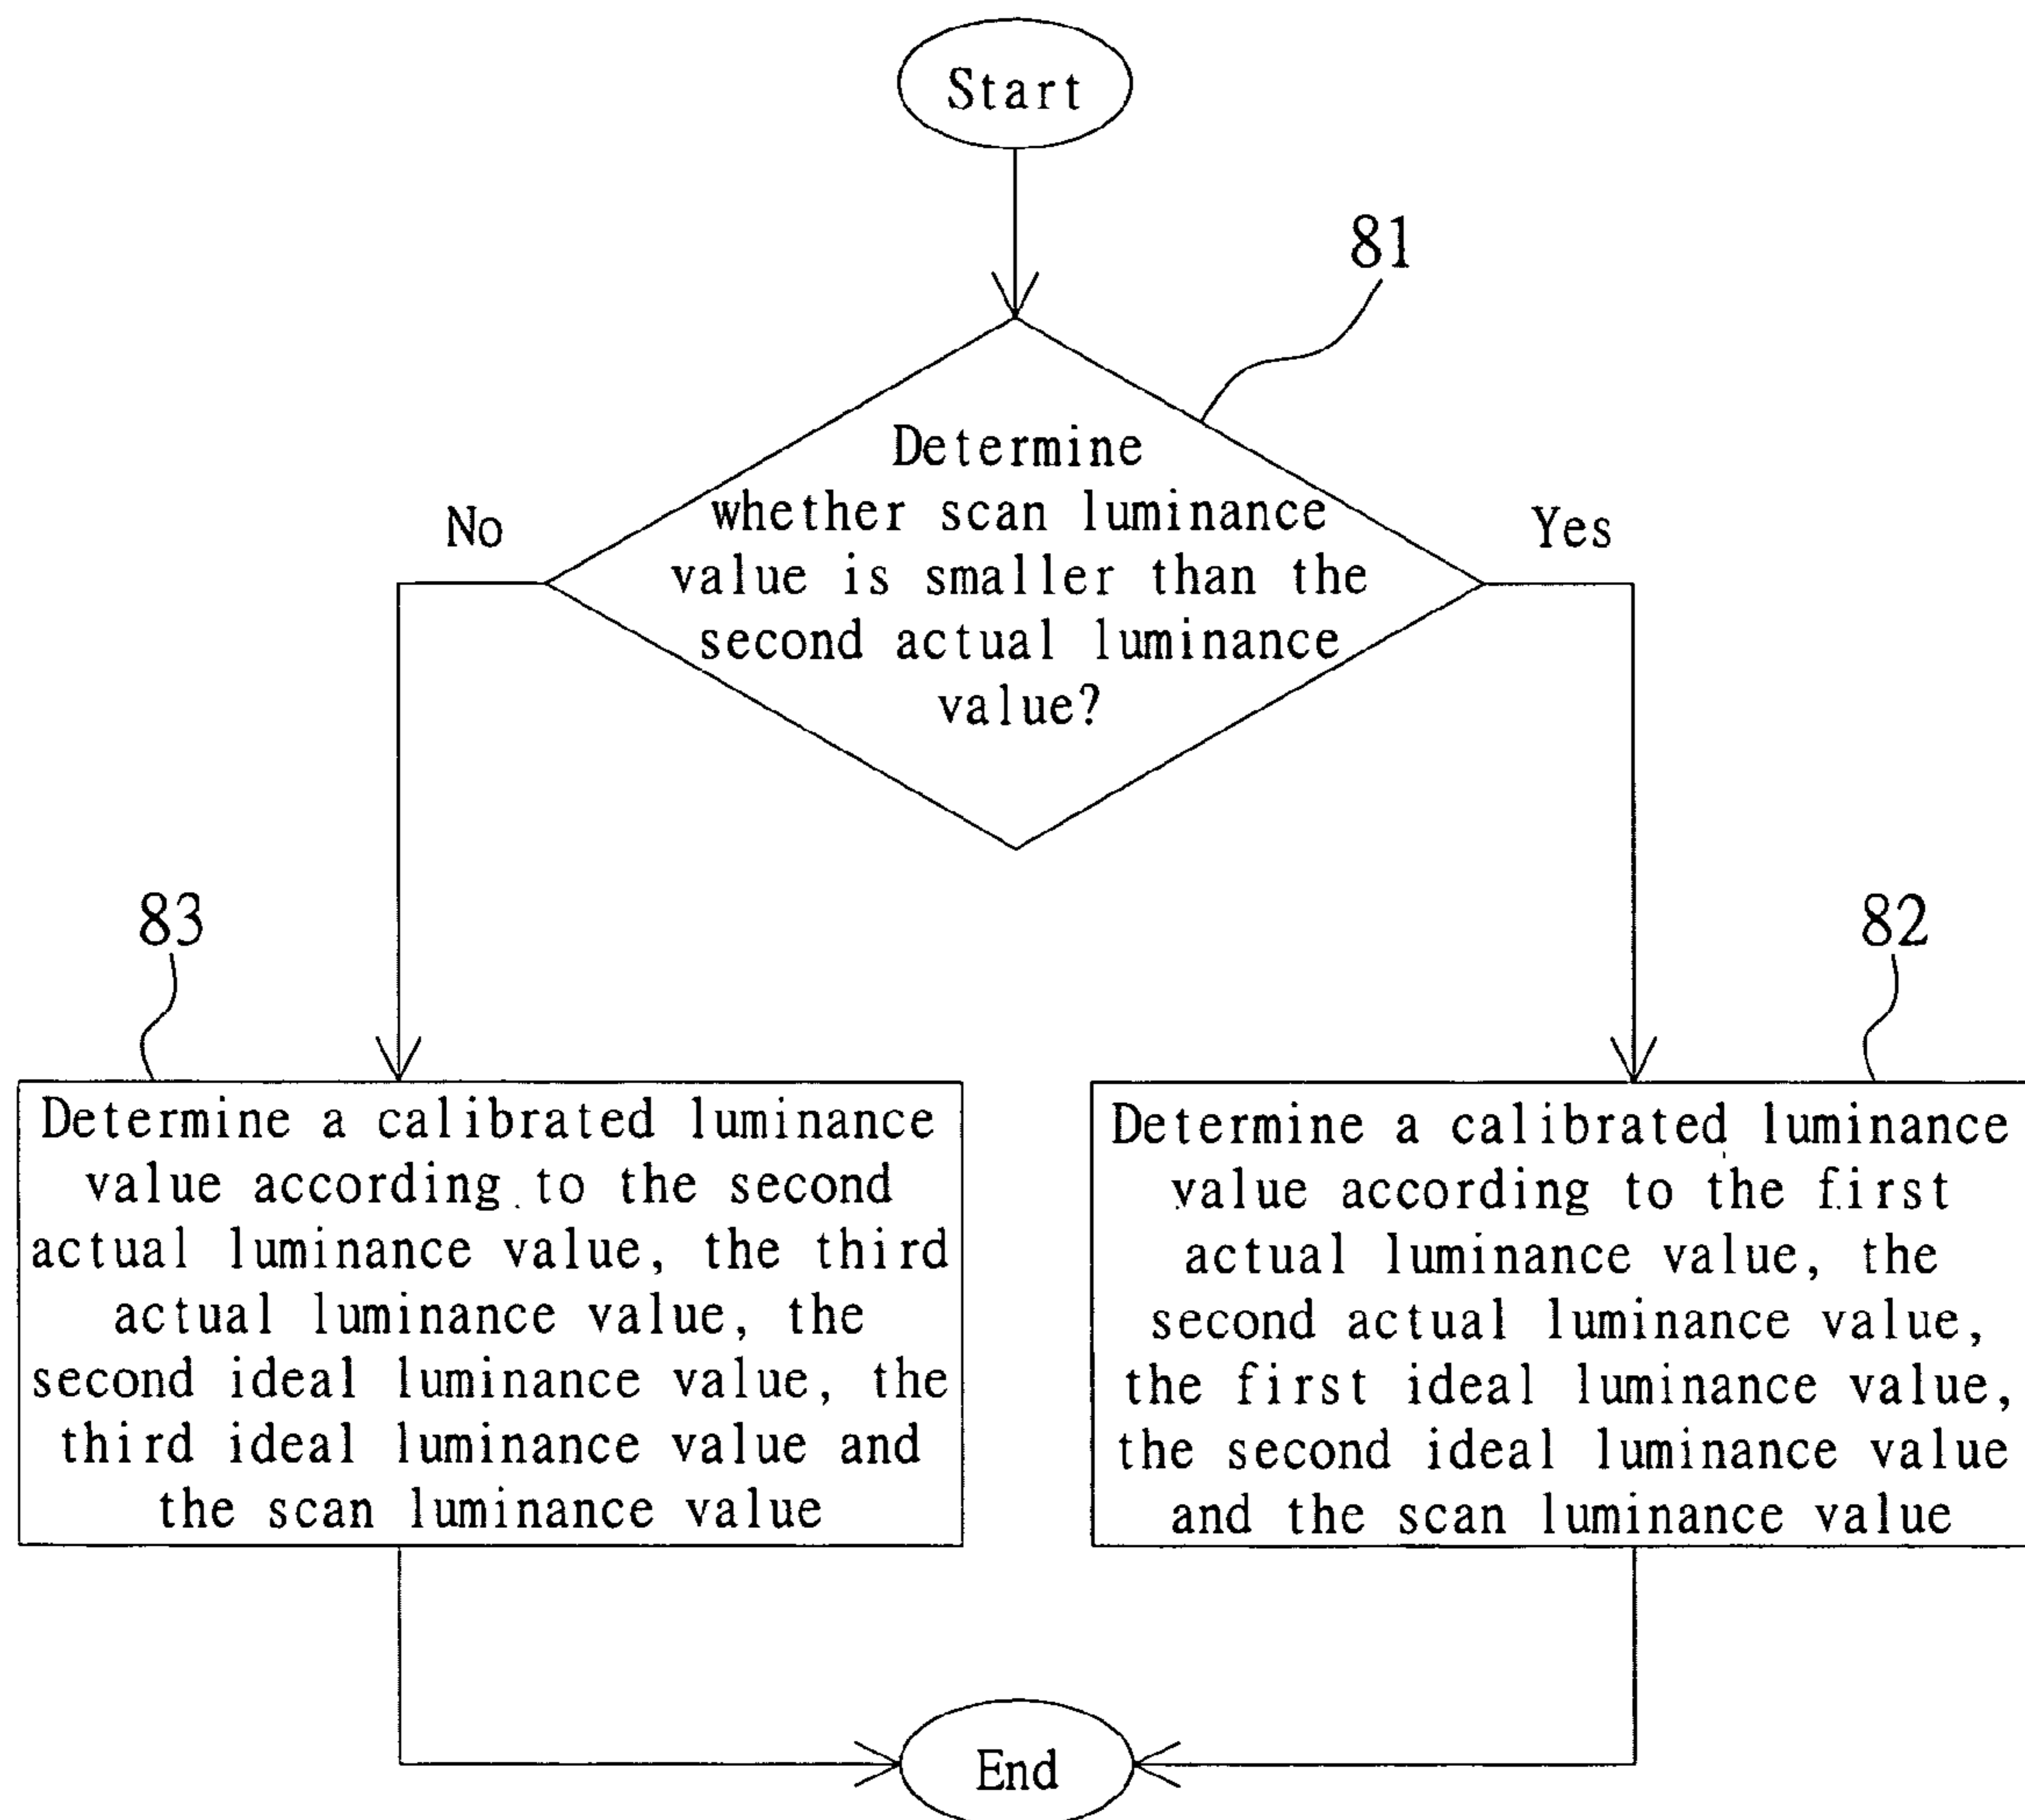 Start
81
Determine
whether scan luminance
value is smaller than the
second actual luminance
value?
No
Yes
83
82
Determine a calibrated luminance
value according to the second
actual luminance value, the third
actual luminance value, the
second ideal luminance value, the
third ideal luminance value and
the scan luminance value
Determine a calibrated luminance
value according to the first
actual luminance value, the
second actual luminance value,
the first ideal luminance value,
the second ideal luminance value
and the scan luminance value
End